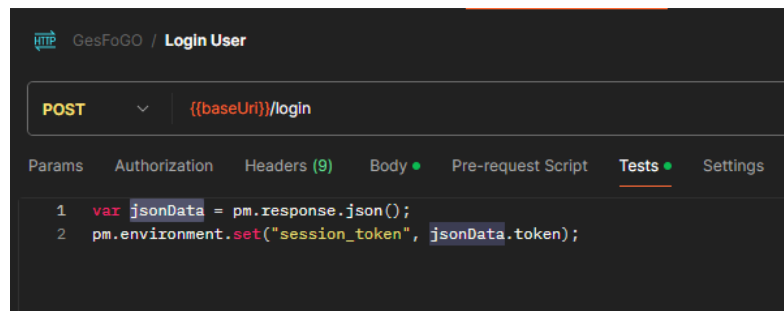 HTTP GesFoGO / Login User
POST {{baseUrl}}/login
Params Authorization Headers (9) Body Pre-request Script Tests Settings
1 var jsonData = pm.response.json();
2 pm.environment.set("session_token", jsonData.token);